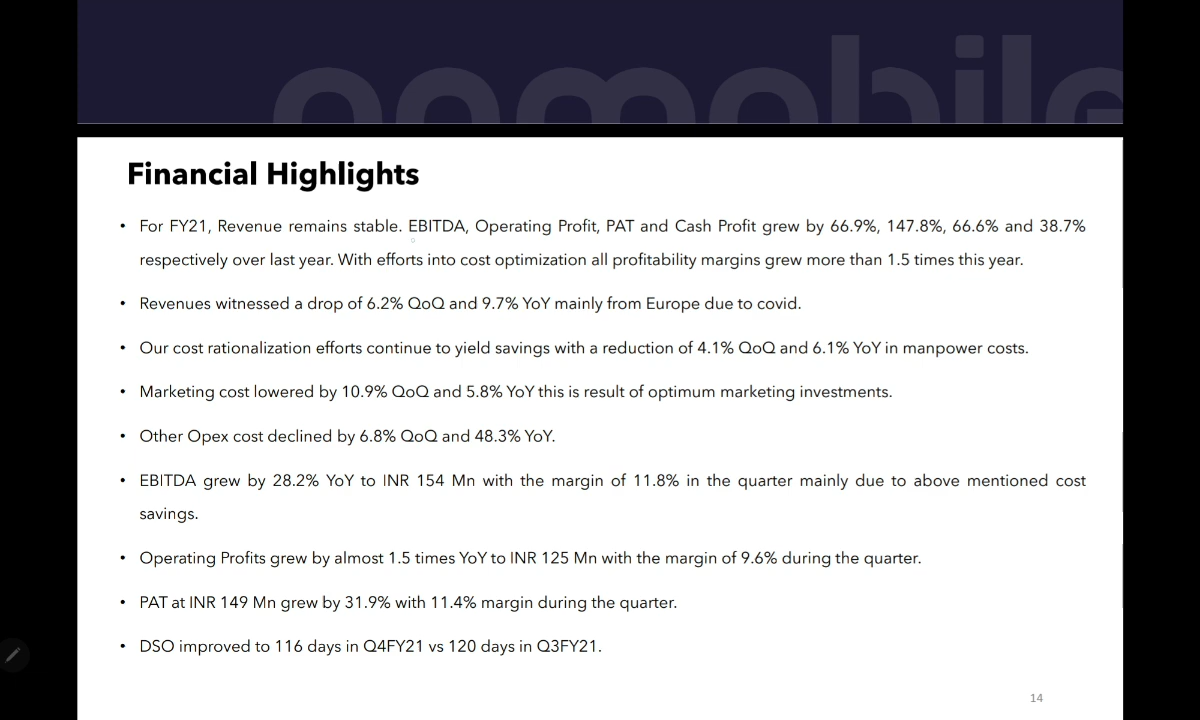 onmobile
Financial Highlights
• For FY21, Revenue remains stable. EBITDA, Operating Profit, PAT and Cash Profit grew by 66.9%, 147.8%, 66.6% and 38.7%
respectively over last year. With efforts into cost optimization all profitability margins grew more than 1.5 times this year.
• Revenues witnessed a drop of 6.2% QoQ and 9.7% YoY mainly from Europe due to covid.
• Our cost rationalization efforts continue to yield savings with a reduction of 4.1% QoQ and 6.1% YoY in manpower costs.
• Marketing cost lowered by 10.9% QoQ and 5.8% YoY this is result of optimum marketing investments.
• Other Opex cost declined by 6.8% QoQ and 48.3% YoY.
• EBITDA grew by 28.2% YoY to INR 154 Mn with the margin of 11.8% in the quarter mainly due to above mentioned cost
savings.
• Operating Profits grew by almost 1.5 times YoY to INR 125 Mn with the margin of 9.6% during the quarter.
• PAT at INR 149 Mn grew by 31.9% with 11.4% margin during the quarter.
• DSO improved to 116 days in Q4FY21 vs 120 days in Q3FY21.
14